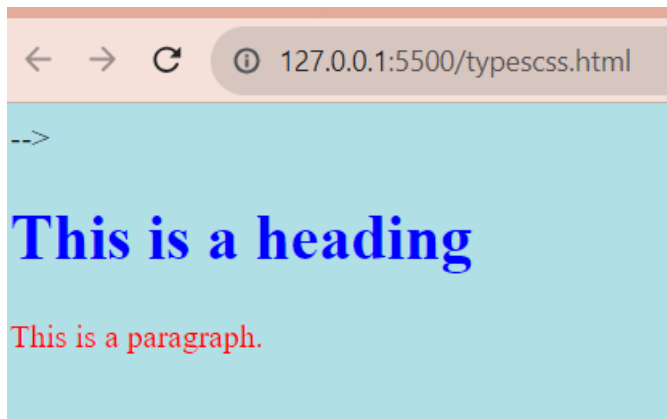 127.0.0.1:5500/typescss.html
-->
This is a heading
This is a paragraph.